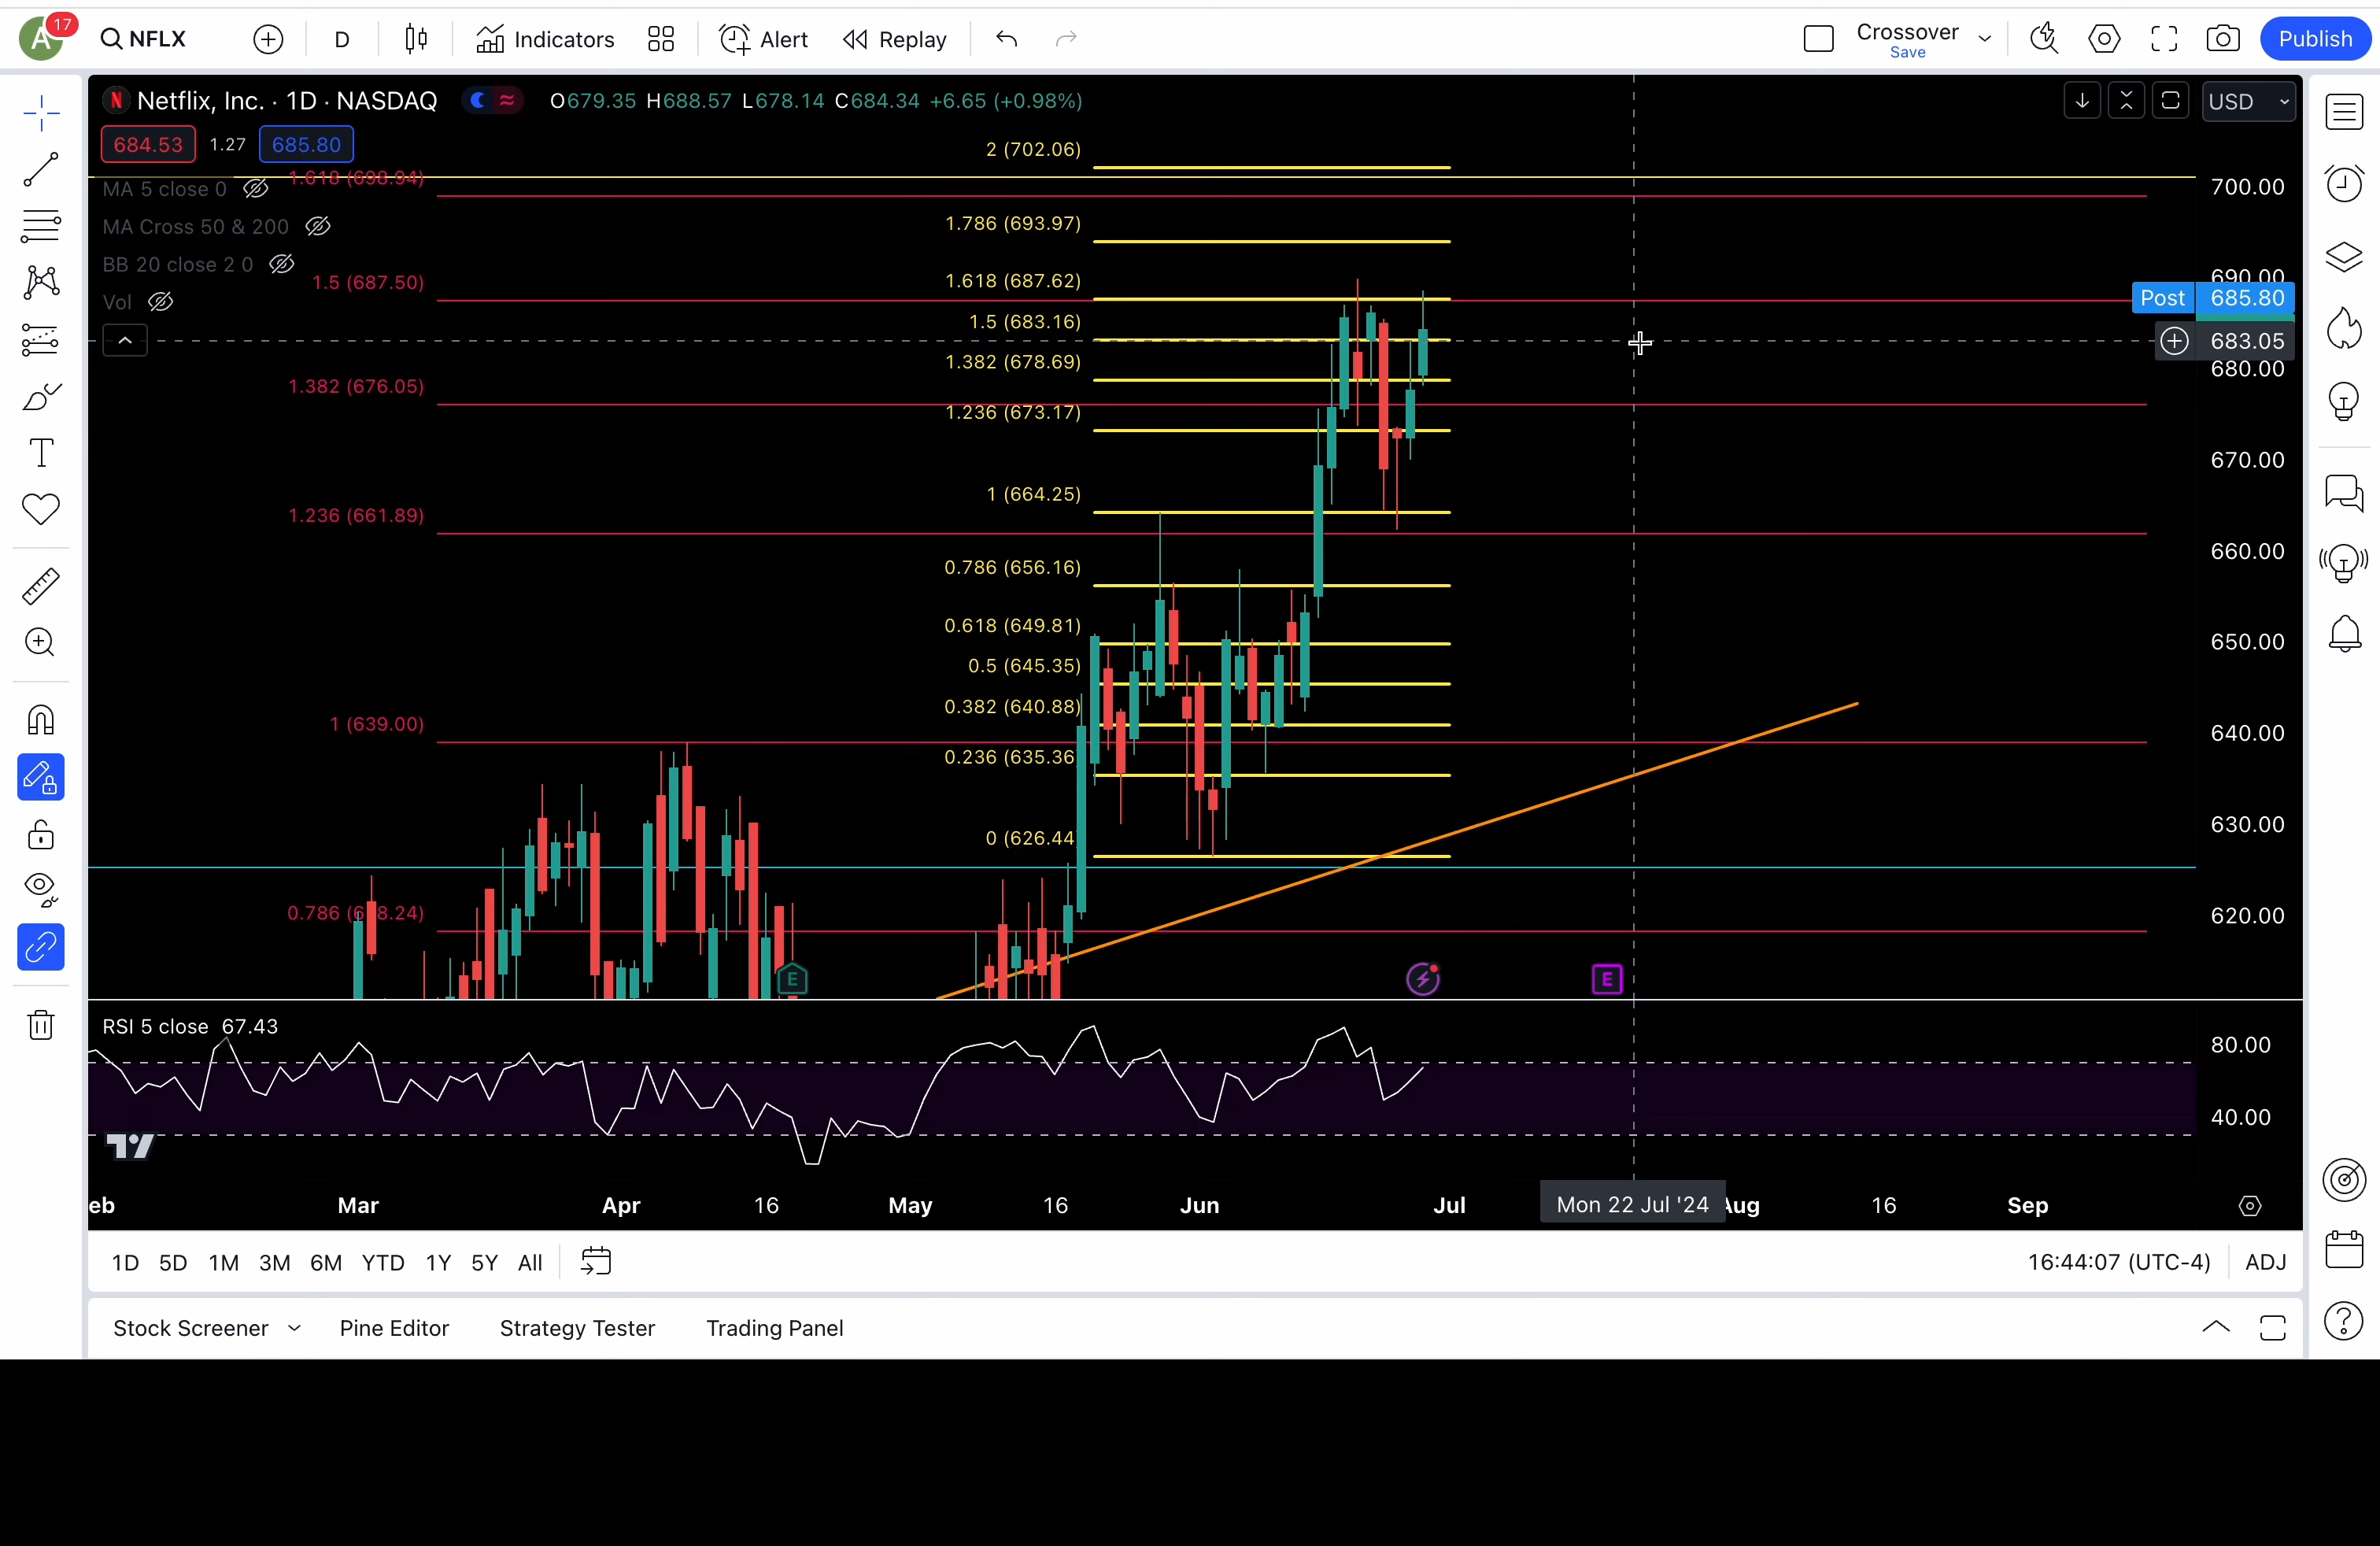 A 17 NFLX D Indicators Alert Replay Crossover Save Publish
N Netflix, Inc. · 1D · NASDAQ ≈ O679.35 H688.57 L678.14 C684.34 +6.65 (+0.98%) USD
684.53 1.27 685.80
2 (702.06)
1.618 (698.94)
MA 5 close 0
700.00
MA Cross 50 & 200
1.786 (693.97)
BB 20 close 2 0
1.5 (687.50)
1.618 (687.62)
690.00
Vol
Post 685.80
1.5 (683.16)
683.05
1.382 (678.69)
680.00
1.382 (676.05)
1.236 (673.17)
670.00
1 (664.25)
1.236 (661.89)
660.00
0.786 (656.16)
0.618 (649.81)
650.00
0.5 (645.35)
0.382 (640.88)
1 (639.00)
640.00
0.236 (635.36
0 (626.44
630.00
0.786 (618.24)
620.00
E E
RSI 5 close 67.43
80.00
40.00
eb Mar Apr 16 May 16 Jun Jul Mon 22 Jul '24 Aug 16 Sep
1D 5D 1M 3M 6M YTD 1Y 5Y All 16:44:07 (UTC-4) ADJ
Stock Screener Pine Editor Strategy Tester Trading Panel